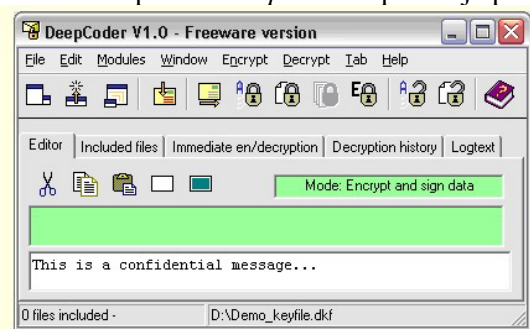 DeepCoder V1.0 - Freeware version
File Edit Modules Window Encrypt Decrypt Tab Help
Editor Included files Immediate en/decryption Decryption history Logtext
Mode: Encrypt and sign data
This is a confidential message...
0 files included - D:\Demo_keyfile.dkf